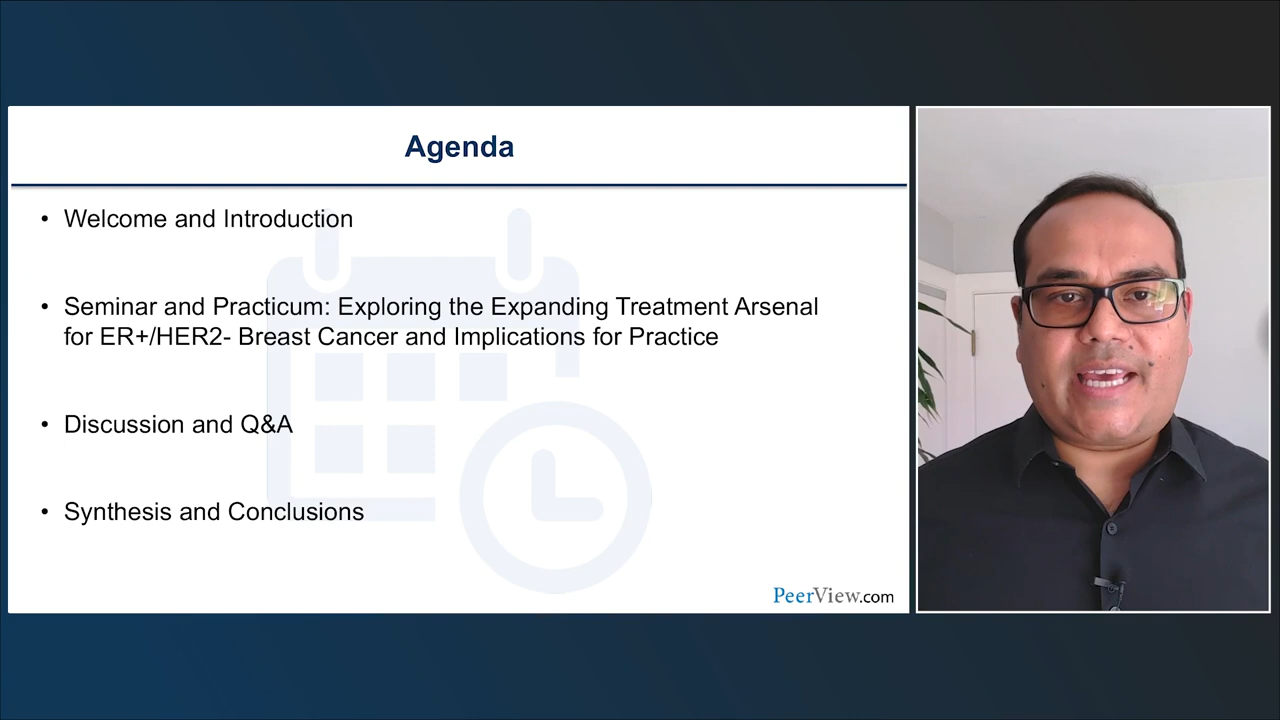 Agenda
• Welcome and Introduction
• Seminar and Practicum: Exploring the Expanding Treatment Arsenal
for ER+/HER2- Breast Cancer and Implications for Practice
• Discussion and Q&A
• Synthesis and Conclusions
PeerView.com